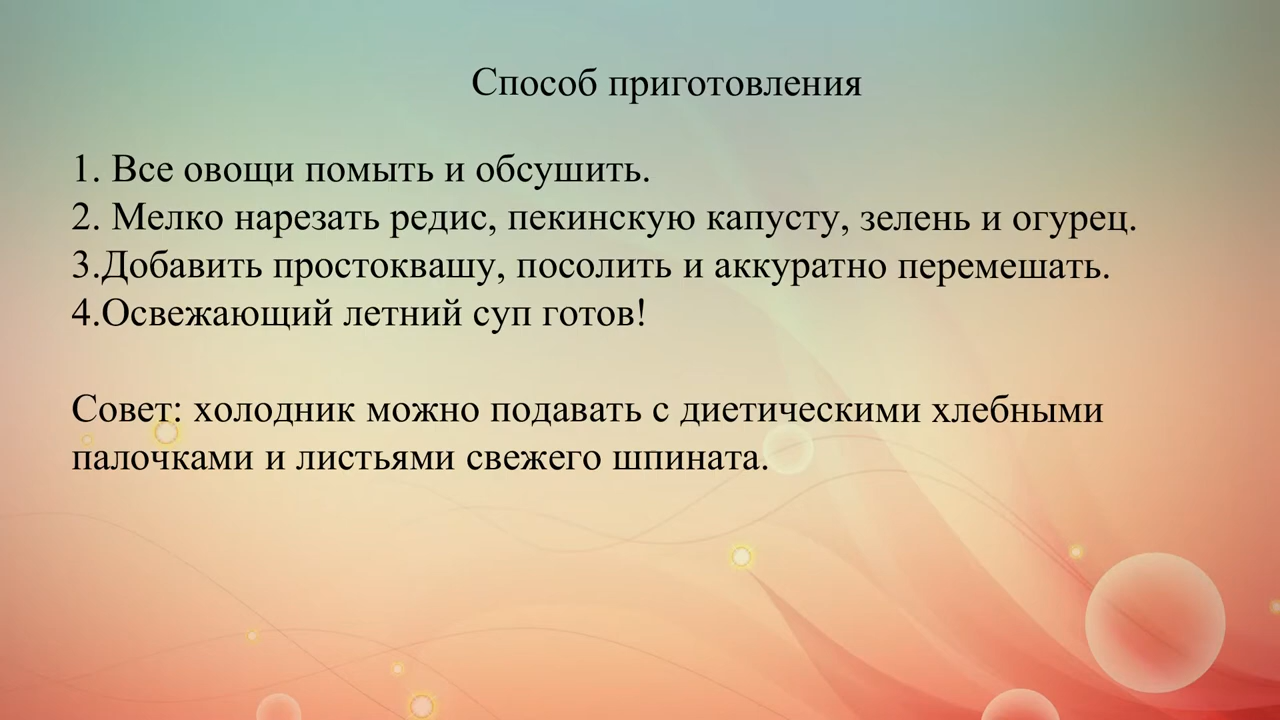 Способ приготовления
1. Все овощи помыть и обсушить.
2. Мелко нарезать редис, пекинскую капусту, зелень и огурец.
3.Добавить простоквашу, посолить и аккуратно перемешать.
4.Освежающий летний суп готов!
Совет: холодник можно подавать с диетическими хлебными
палочками и листьями свежего шпината.